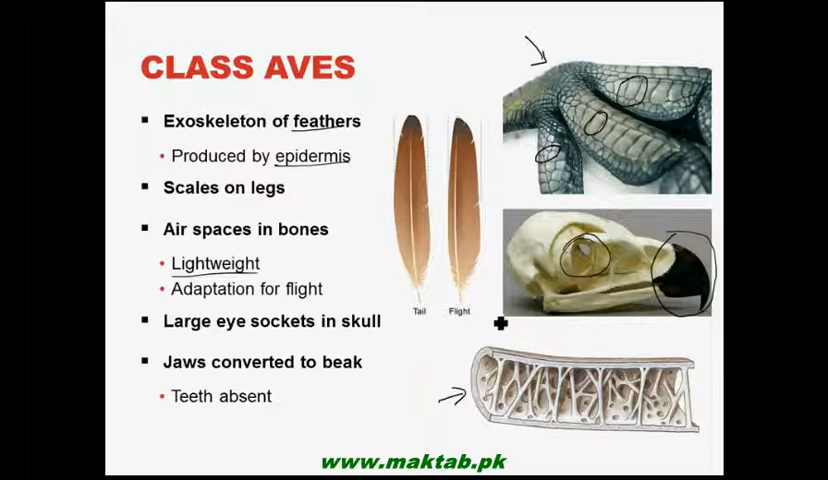 CLASS AVES
▪ Exoskeleton of feathers
• Produced by epidermis
▪ Scales on legs
▪ Air spaces in bones
• Lightweight
• Adaptation for flight
▪ Large eye sockets in skull
▪ Jaws converted to beak
• Teeth absent
Tail
Flight
www.maktab.pk